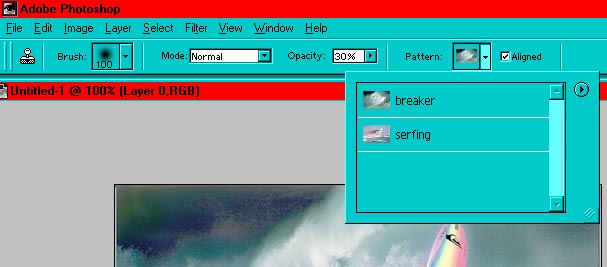 Adobe Photoshop
File Edit Image Layer Select Filter View Window Help
Brush: 100 Mode: Normal Opacity: 30% Pattern: Aligned
Untitled-1 @ 100% (Layer 0,RGB)
breaker
serfing